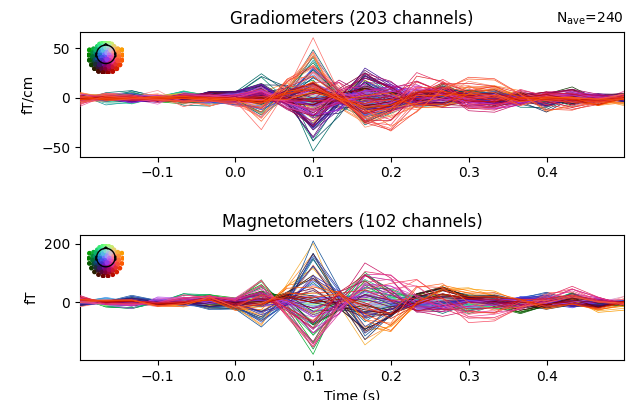 Gradiometers (203 channels)
N_ave=240
fT/cm
50
0
−50
−0.1 0.0 0.1 0.2 0.3 0.4
Magnetometers (102 channels)
fT
200
0
−0.1 0.0 0.1 0.2 0.3 0.4
Time (s)